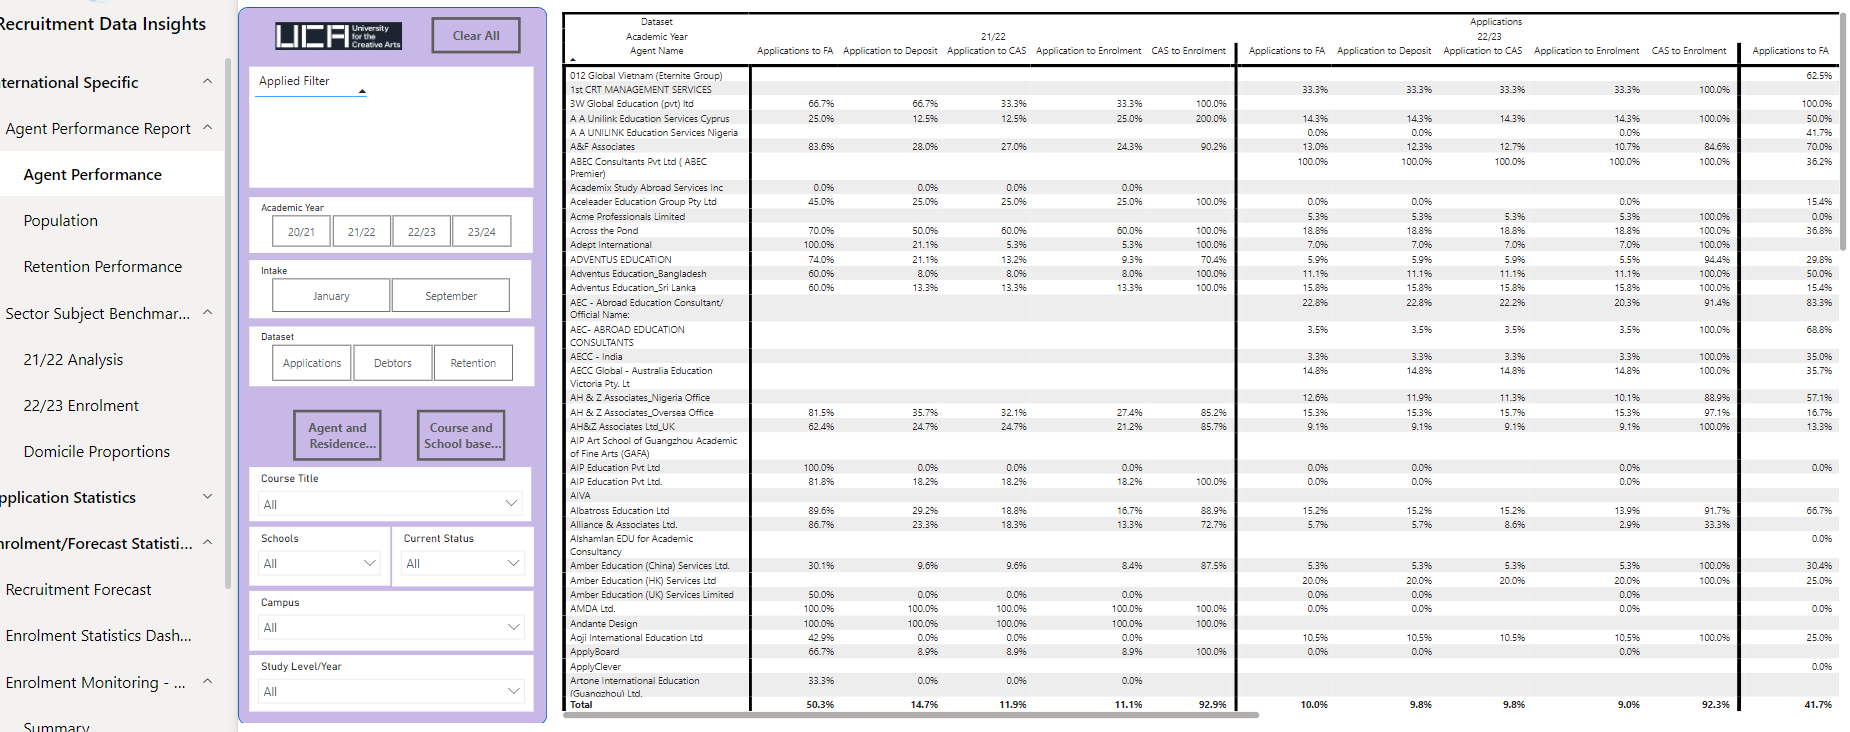 Recruitment Data Insights
nternational Specific
Agent Performance Report
Agent Performance
Population
Retention Performance
Sector Subject Benchmar...
21/22 Analysis
22/23 Enrolment
Domicile Proportions
pplication Statistics
nrolment/Forecast Statisti...
Recruitment Forecast
Enrolment Statistics Dash...
Enrolment Monitoring - ...
Summary
UCA University for the Creative Arts
Clear All
Applied Filter
Academic Year
20/21 21/22 22/23 23/24
Intake
January September
Dataset
Applications Debtors Retention
Agent and Residence...
Course and School base...
Course Title
All
Schools
All
Current Status
All
Campus
All
Study Level/Year
All
Dataset Applications
Academic Year 21/22 22/23
Agent Name Applications to FA Application to Deposit Application to CAS Application to Enrolment CAS to Enrolment Applications to FA Application to Deposit Application to CAS Application to Enrolment CAS to Enrolment Applications to FA
012 Global Vietnam (Eternite Group) 62.5%
1st CRT MANAGEMENT SERVICES 33.3% 33.3% 33.3% 33.3% 100.0%
3W Global Education (pvt) ltd 66.7% 66.7% 33.3% 33.3% 100.0% 100.0%
A A Unilink Education Services Cyprus 25.0% 12.5% 12.5% 25.0% 200.0% 14.3% 14.3% 14.3% 14.3% 100.0% 50.0%
A A UNILINK Education Services Nigeria 0.0% 0.0% 0.0% 41.7%
A&F Associates 83.6% 28.0% 27.0% 24.3% 90.2% 13.0% 12.3% 12.7% 10.7% 84.6% 70.0%
ABEC Consultants Pvt Ltd ( ABEC 100.0% 100.0% 100.0% 100.0% 100.0% 36.2%
Premier)
Academix Study Abroad Services Inc 0.0% 0.0% 0.0% 0.0%
Aceleader Education Group Pty Ltd 45.0% 25.0% 25.0% 25.0% 100.0% 0.0% 0.0% 0.0% 15.4%
Acme Professionals Limited 5.3% 5.3% 5.3% 5.3% 100.0% 0.0%
Across the Pond 70.0% 50.0% 60.0% 60.0% 100.0% 18.8% 18.8% 18.8% 18.8% 100.0% 36.8%
Adept International 100.0% 21.1% 5.3% 5.3% 100.0% 7.0% 7.0% 7.0% 7.0% 100.0%
ADVENTUS EDUCATION 74.0% 21.1% 13.2% 9.3% 70.4% 5.9% 5.9% 5.9% 5.5% 94.4% 29.8%
Adventus Education_Bangladesh 60.0% 8.0% 8.0% 8.0% 100.0% 11.1% 11.1% 11.1% 11.1% 100.0% 50.0%
Adventus Education_Sri Lanka 60.0% 13.3% 13.3% 13.3% 100.0% 15.8% 15.8% 15.8% 15.8% 100.0% 15.4%
AEC - Abroad Education Consultant/ 22.8% 22.8% 22.2% 20.3% 91.4% 83.3%
Official Name:
AEC- ABROAD EDUCATION 3.5% 3.5% 3.5% 3.5% 100.0% 68.8%
CONSULTANTS
AECC - India 3.3% 3.3% 3.3% 3.3% 100.0% 35.0%
AECC Global - Australia Education 14.8% 14.8% 14.8% 14.8% 100.0% 35.7%
Victoria Pty. Lt
AH & Z Associates_Nigeria Office 12.6% 11.9% 11.3% 10.1% 88.9% 57.1%
AH & Z Associates_Oversea Office 81.5% 35.7% 32.1% 27.4% 85.2% 15.3% 15.3% 15.7% 15.3% 97.1% 16.7%
AH&Z Associates Ltd_UK 62.4% 24.7% 24.7% 21.2% 85.7% 9.1% 9.1% 9.1% 9.1% 100.0% 13.3%
AIP Art School of Guangzhou Academic
of Fine Arts (GAFA)
AIP Education Pvt Ltd 100.0% 0.0% 0.0% 0.0% 0.0% 0.0% 0.0% 0.0%
AIP Education Pvt Ltd. 81.8% 18.2% 18.2% 18.2% 100.0% 0.0% 0.0% 0.0%
AIVA
Albatross Education Ltd 89.6% 29.2% 18.8% 16.7% 88.9% 15.2% 15.2% 15.2% 13.9% 91.7% 66.7%
Alliance & Associates Ltd. 86.7% 23.3% 18.3% 13.3% 72.7% 5.7% 5.7% 8.6% 2.9% 33.3%
Alshamlan EDU for Academic 0.0%
Consultancy
Amber Education (China) Services Ltd. 30.1% 9.6% 9.6% 8.4% 87.5% 5.3% 5.3% 5.3% 5.3% 100.0% 30.4%
Amber Education (HK) Services Ltd 20.0% 20.0% 20.0% 20.0% 100.0% 25.0%
Amber Education (UK) Services Limited 50.0% 0.0% 0.0% 0.0% 0.0% 0.0% 0.0%
AMDA Ltd. 100.0% 100.0% 100.0% 100.0% 100.0% 0.0% 0.0% 0.0% 0.0%
Andante Design 100.0% 100.0% 100.0% 100.0% 100.0%
Aoji International Education Ltd 42.9% 0.0% 0.0% 0.0% 10.5% 10.5% 10.5% 10.5% 100.0% 25.0%
ApplyBoard 66.7% 8.9% 8.9% 8.9% 100.0% 0.0% 0.0% 0.0%
ApplyClever 0.0%
Artone International Education 33.3% 0.0% 0.0% 0.0%
(Guangzhou) Ltd.
Total 50.3% 14.7% 11.9% 11.1% 92.9% 10.0% 9.8% 9.8% 9.0% 92.3% 41.7%